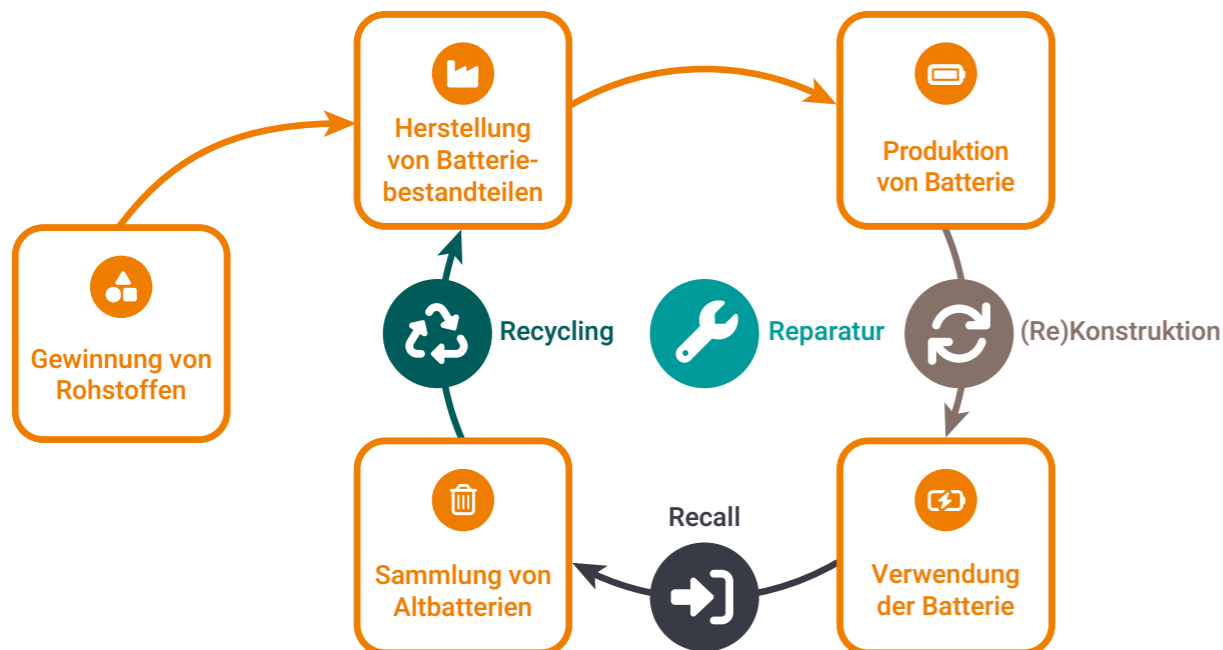 Herstellung
von Batterie-
bestandteilen
Produktion
von Batterie
Gewinnung von
Rohstoffen
Recycling
Reparatur
(Re)Konstruktion
Recall
Sammlung von
Altbatterien
Verwendung
der Batterie